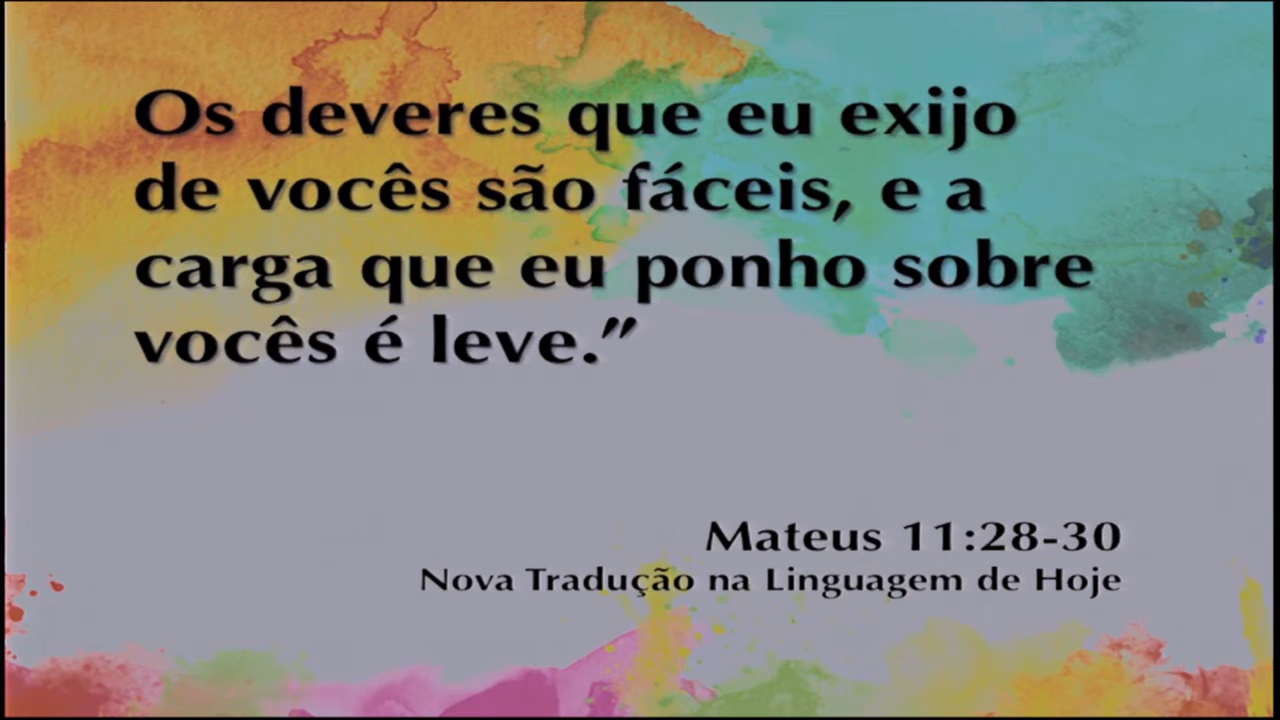 Os deveres que eu exijo
de vocês são fáceis, e a
carga que eu ponho sobre
vocês é leve.”
Mateus 11:28-30
Nova Tradução na Linguagem de Hoje